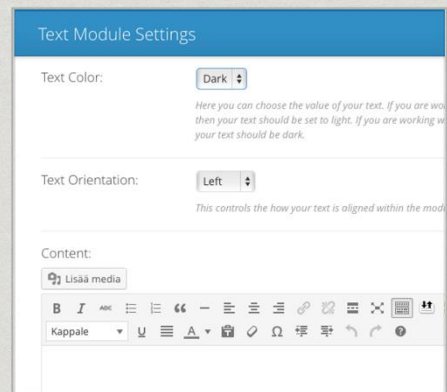 Text Module Settings
Text Color:
Dark
Here you can choose the value of your text. If you are
then your text should be set to light. If you are working
your text should be dark.
Text Orientation:
Left
This controls the how your text is aligned within the
Content:
Lisää media
B I ABC
Kappale U A Ω